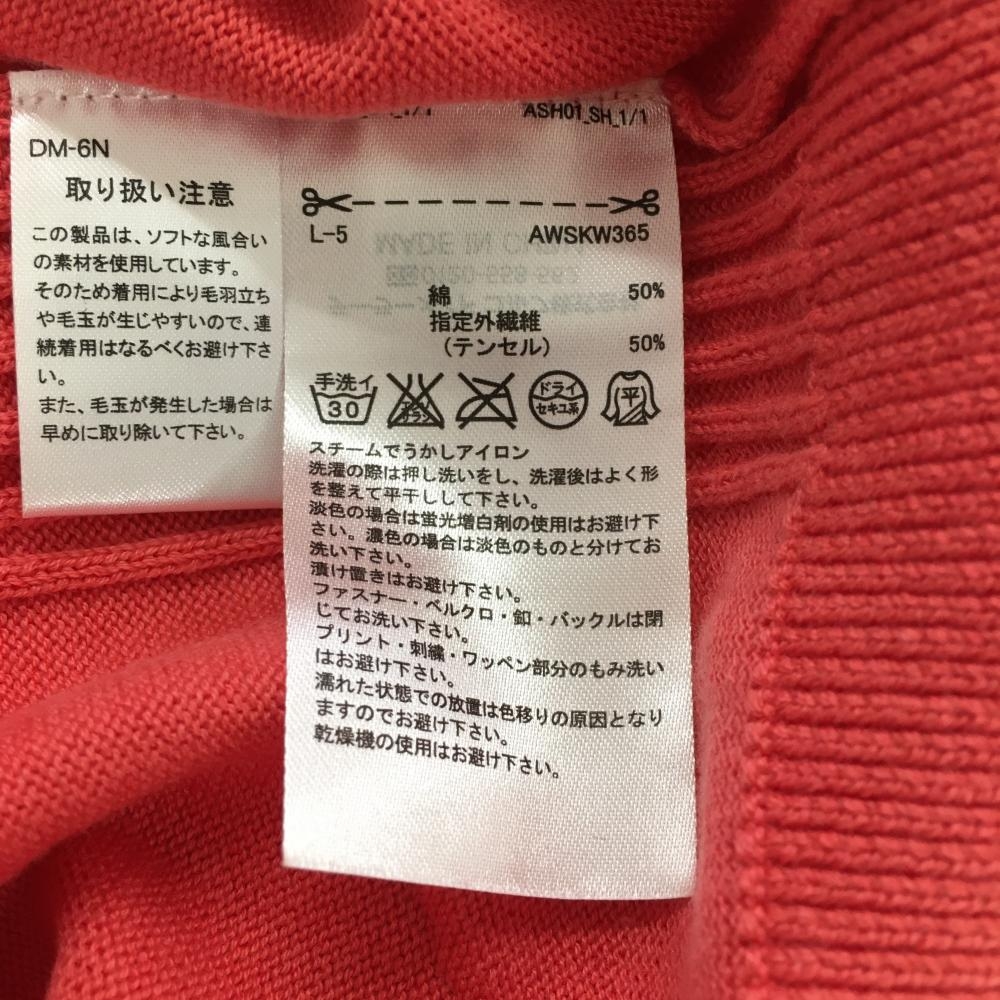 DM-6N
取り扱い注意
この製品は、ソフトな風合い
の素材を使用しています。
そのため着用により毛羽立ち
や毛玉が生じやすいので、連
続着用はなるべくお避け下さ
い。
また、毛玉が発生した場合は
早めに取り除いて下さい。
1/1
ASH01_SH_1/1
L-5 AWSKW365
MADE IN
0120-558-562
綿 50%
指定外繊維
(テンセル) 50%
手洗イ
30
ドライ
セキユ系
平
スチームでうかしアイロン
洗濯の際は押し洗いをし、洗濯後はよく形
を整えて平干しして下さい。
淡色の場合は蛍光増白剤の使用はお避け下
さい。濃色の場合は淡色のものと分けてお
洗い下さい。
漬け置きはお避け下さい。
ファスナー・ベルクロ・釦・バックルは閉
じてお洗い下さい。
プリント・刺繍・ワッペン部分のもみ洗い
はお避け下さい。
濡れた状態での放置は色移りの原因となり
ますのでお避け下さい。
乾燥機の使用はお避け下さい。